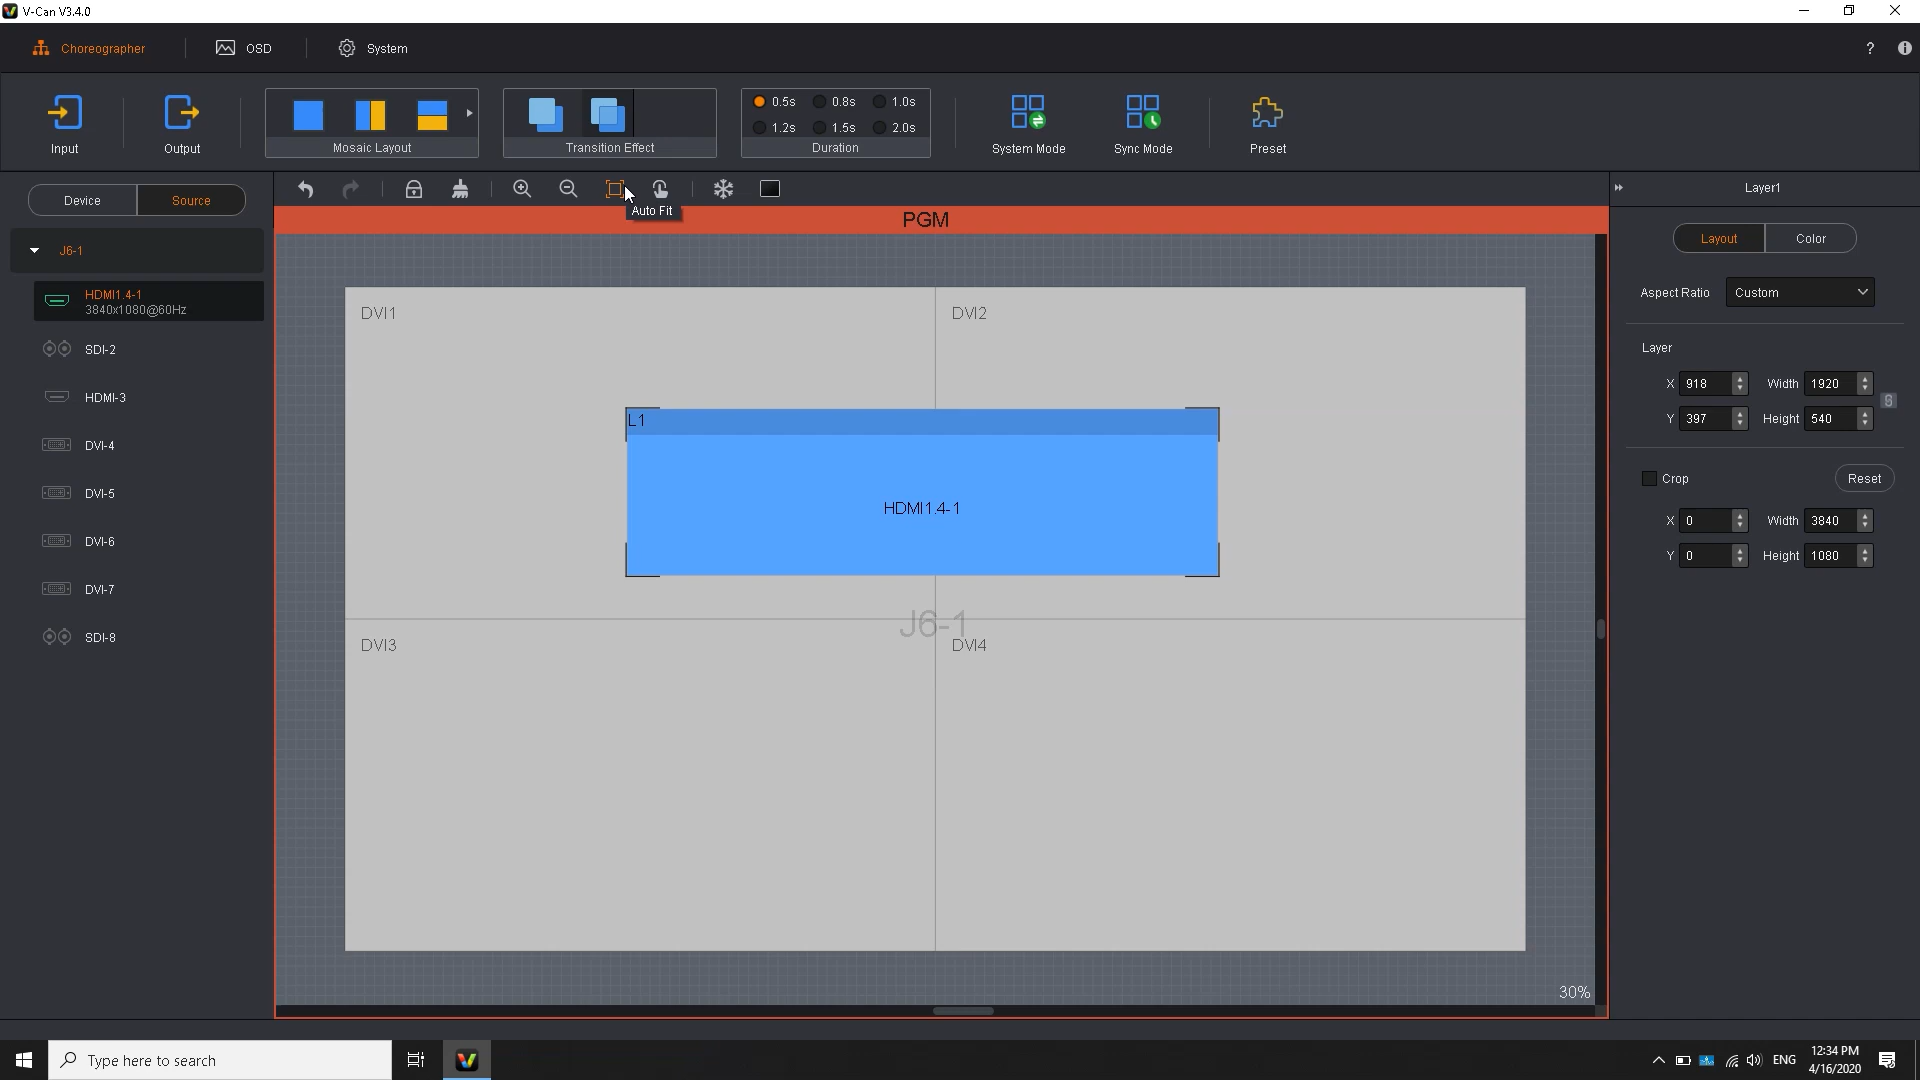 V-Can V3.4.0
Choreographer
OSD
System
?
Input
Output
Mosaic Layout
Transition Effect
0.5s 0.8s 1.0s
1.2s 1.5s 2.0s
Duration
System Mode
Sync Mode
Preset
Device
Source
Auto Fit
Layer1
J6-1
PGM
Layout
Color
HDMI1.4-1
3840x1080@60Hz
SDI-2
HDMI-3
DVI-4
DVI-5
DVI-6
DVI-7
SDI-8
DVI1
DVI2
L1
HDMI1.4-1
J6-1
DVI3
DVI4
30%
Aspect Ratio Custom
Layer
X 918 Width 1920
Y 397 Height 540
Crop Reset
X 0 Width 3840
Y 0 Height 1080
Type here to search
ENG
12:34 PM
4/16/2020